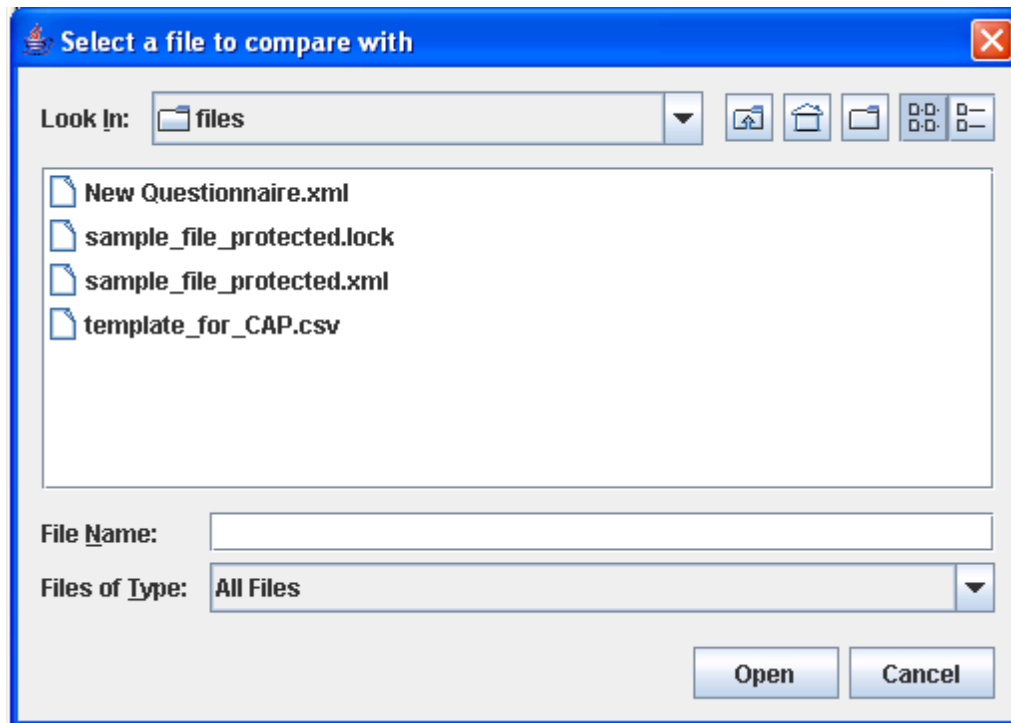 Select a file to compare with
Look In: files
New Questionnaire.xml
sample_file_protected.lock
sample_file_protected.xml
template_for_CAP.csv
File Name:
Files of Type: All Files
Open Cancel